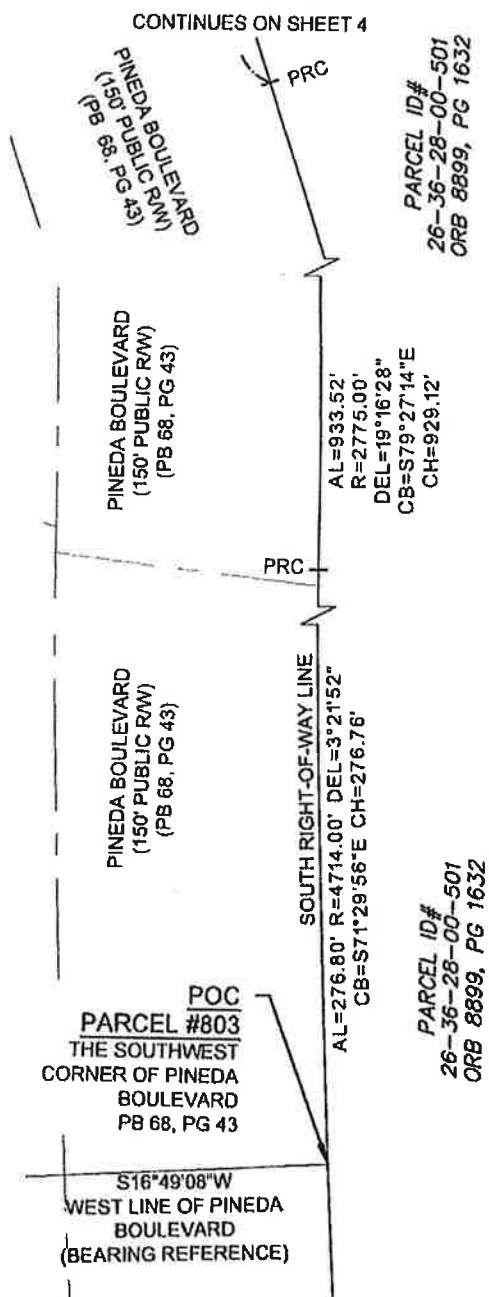 CONTINUES ON SHEET 4
PRC
PINEDA BOULEVARD
(150' PUBLIC R/W)
(PB 68, PG 43)
PARCEL ID#
26-36-28-00-501
ORB 8899, PG 1632
PINEDA BOULEVARD
(150' PUBLIC R/W)
(PB 68, PG 43)
AL=933.52'
R=2775.00'
DEL=19°16'28"
CB=S79°27'14"E
CH=929.12'
PRC
PINEDA BOULEVARD
(150' PUBLIC R/W)
(PB 68, PG 43)
SOUTH RIGHT-OF-WAY LINE
AL=276.80' R=4714.00' DEL=3°21'52"
CB=S71°29'56"E CH=276.76'
PARCEL ID#
26-36-28-00-501
ORB 8899, PG 1632
POC
PARCEL #803
THE SOUTHWEST
CORNER OF PINEDA
BOULEVARD
PB 68, PG 43
S16°49'08"W
WEST LINE OF PINEDA
BOULEVARD
(BEARING REFERENCE)